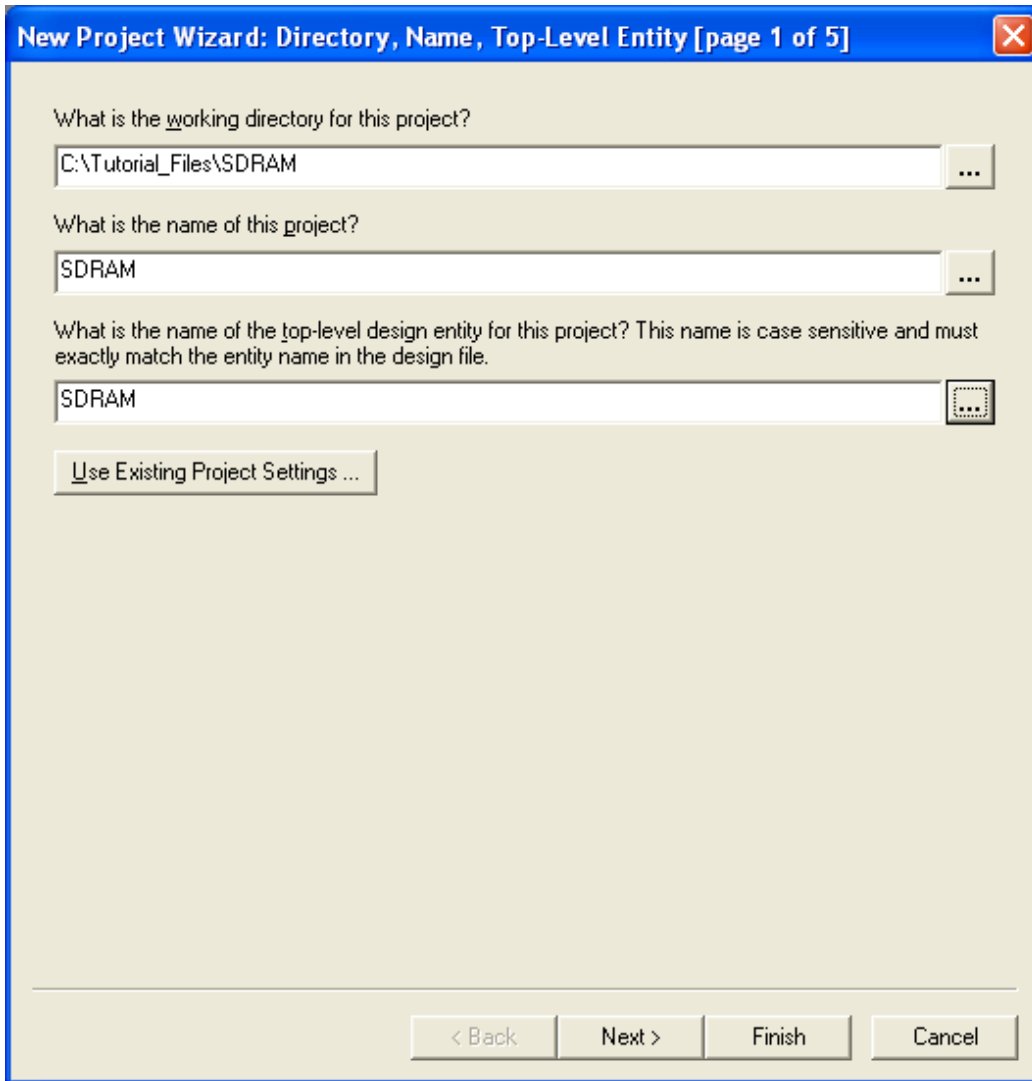 New Project Wizard: Directory, Name, Top-Level Entity [page 1 of 5]
What is the working directory for this project?
C:\Tutorial_Files\SDRAM
...
What is the name of this project?
SDRAM
...
What is the name of the top-level design entity for this project? This name is case sensitive and must
exactly match the entity name in the design file.
SDRAM
...
Use Existing Project Settings ...
< Back
Next >
Finish
Cancel